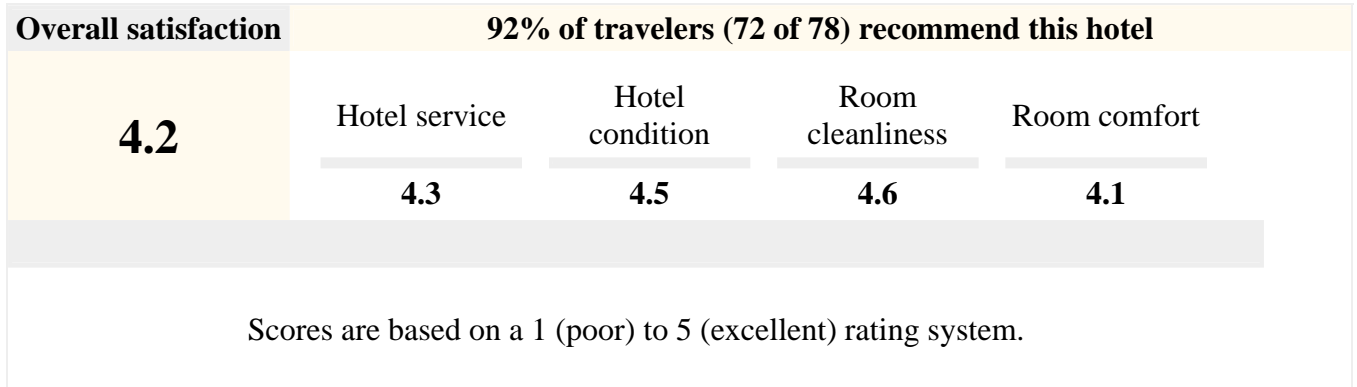 Overall satisfaction 92% of travelers (72 of 78) recommend this hotel
4.2
Hotel service
Hotel
condition
Room
cleanliness
Room comfort
4.3 4.5 4.6 4.1
Scores are based on a 1 (poor) to 5 (excellent) rating system.